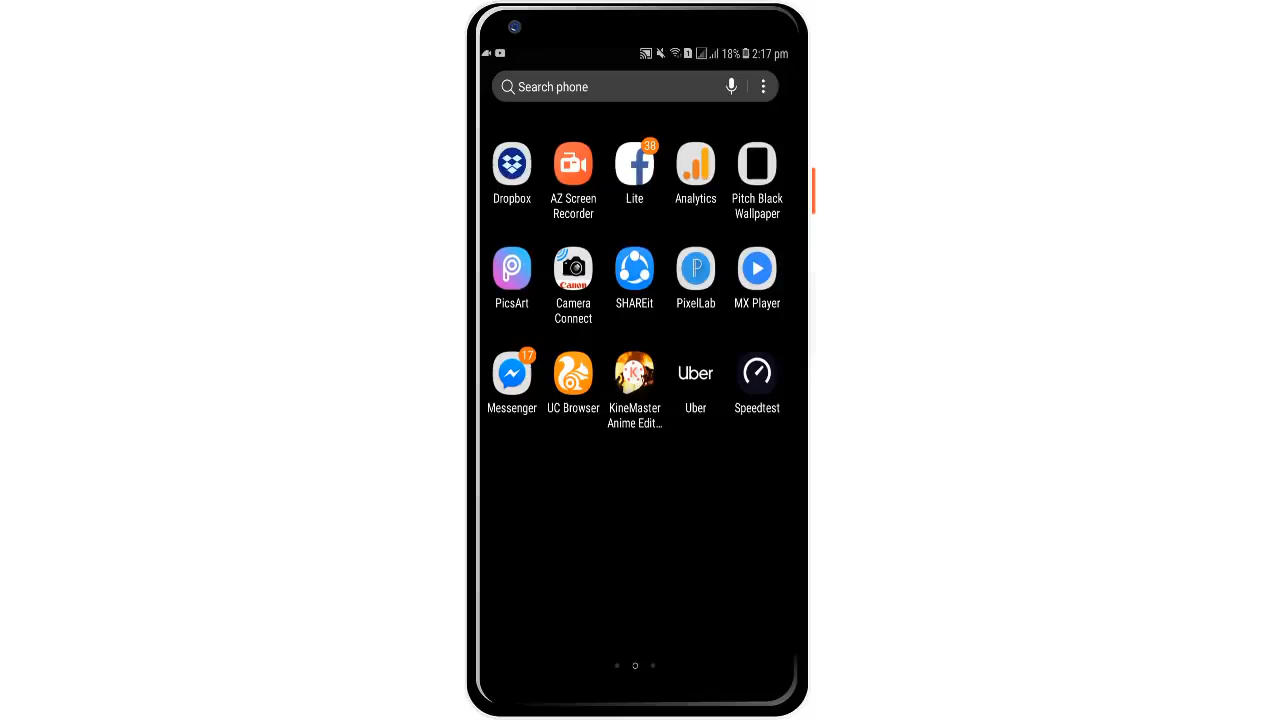 18% 2:17 pm
Search phone
38
Dropbox AZ Screen Recorder Lite Analytics Pitch Black Wallpaper
Canon
P
PicsArt Camera Connect SHAREit PixelLab MX Player
17
K
Uber
Messenger UC Browser KineMaster Anime Edit... Uber Speedtest